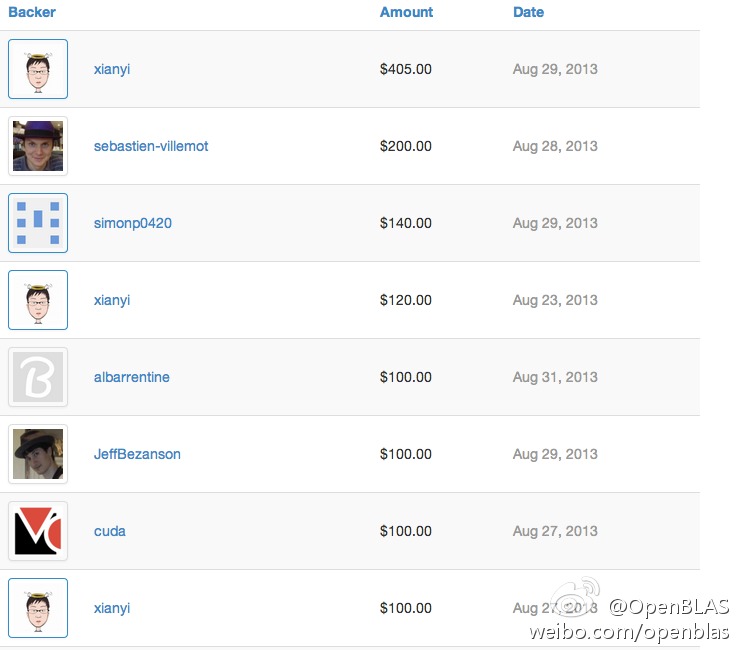 Backer Amount Date
xianyi $405.00 Aug 29, 2013
sebastien-villemot $200.00 Aug 28, 2013
simonp0420 $140.00 Aug 29, 2013
xianyi $120.00 Aug 23, 2013
B
albarrentine $100.00 Aug 31, 2013
JeffBezanson $100.00 Aug 29, 2013
cuda $100.00 Aug 27, 2013
xianyi $100.00 Aug 27, 2013
@OpenBLAS
weibo.com/openblas